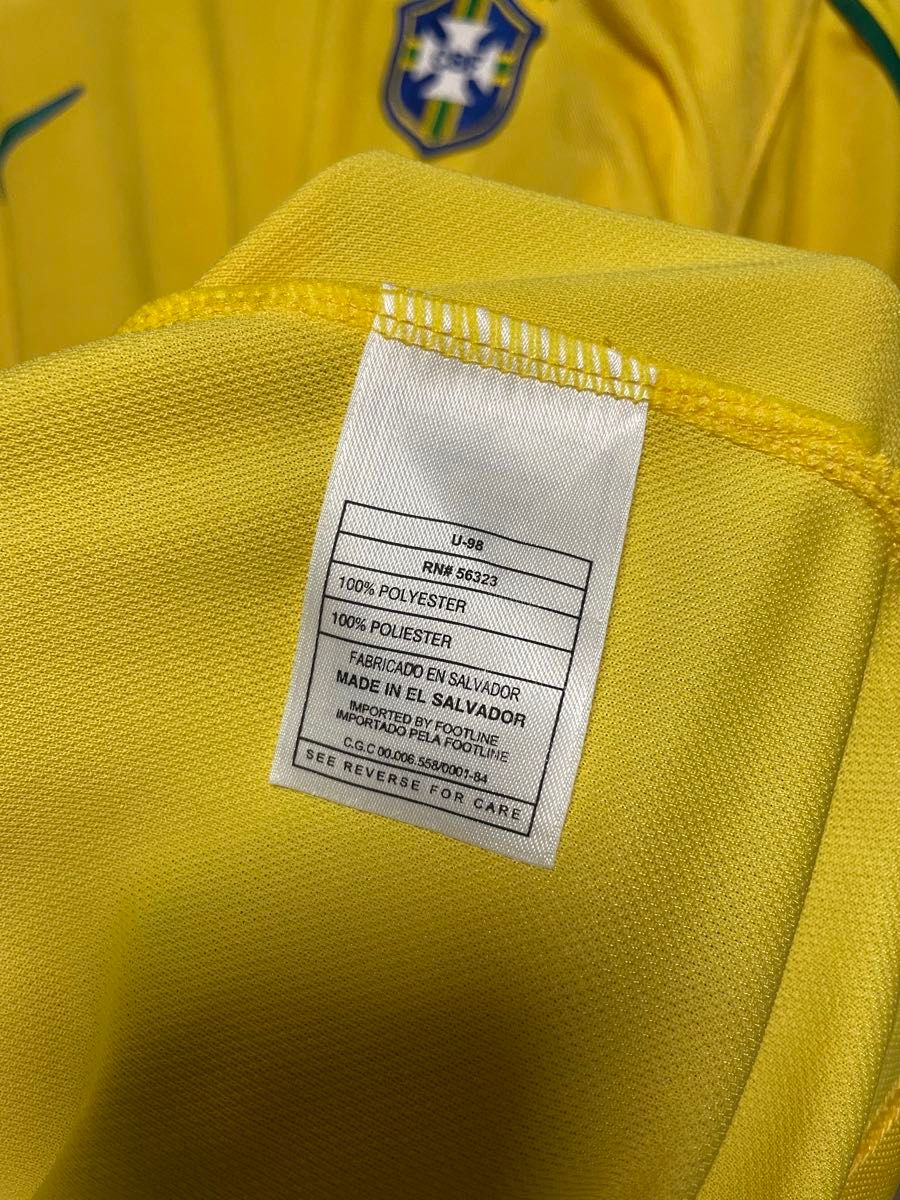 CBF
U-98
RN# 56323
100% POLYESTER
100% POLIESTER
FABRICADO EN SALVADOR
MADE IN EL SALVADOR
IMPORTED BY FOOTLINE
IMPORTADO PELA FOOTLINE
C.G.C 00.006.558/0001-84
SEE REVERSE FOR CARE